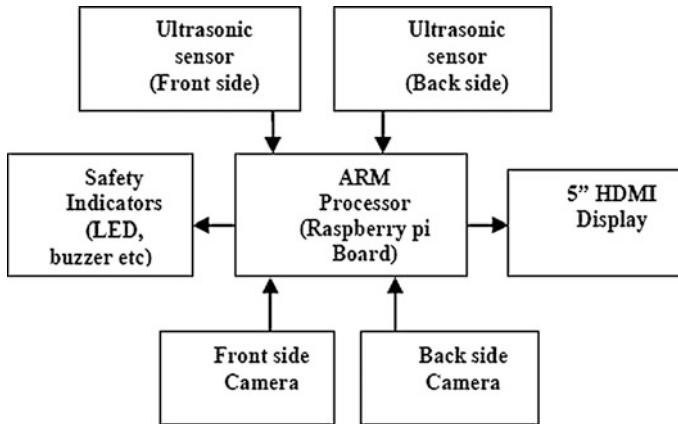 Ultrasonic
sensor
(Front side)
Ultrasonic
sensor
(Back side)
Safety
Indicators
(LED,
buzzer etc)
ARM
Processor
(Raspberry pi
Board)
5” HDMI
Display
Front side
Camera
Back side
Camera